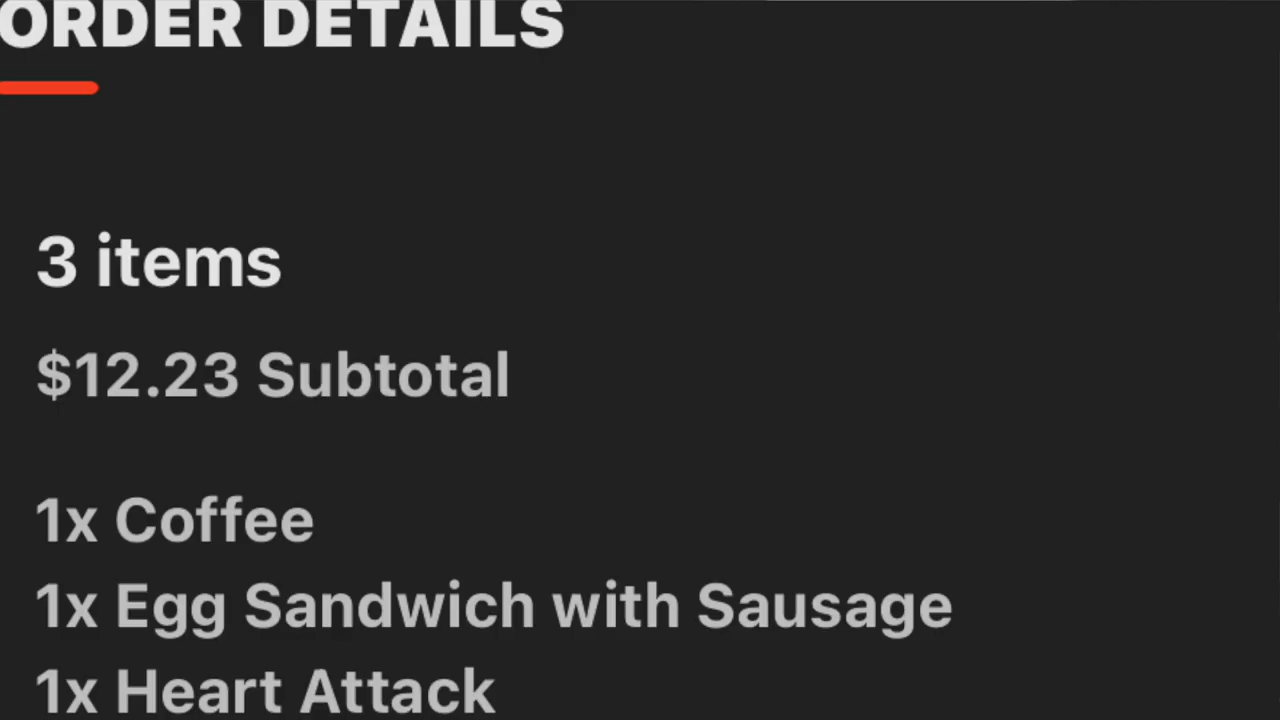 ORDER DETAILS
3 items
$12.23 Subtotal
1x Coffee
1x Egg Sandwich with Sausage
1x Heart Attack